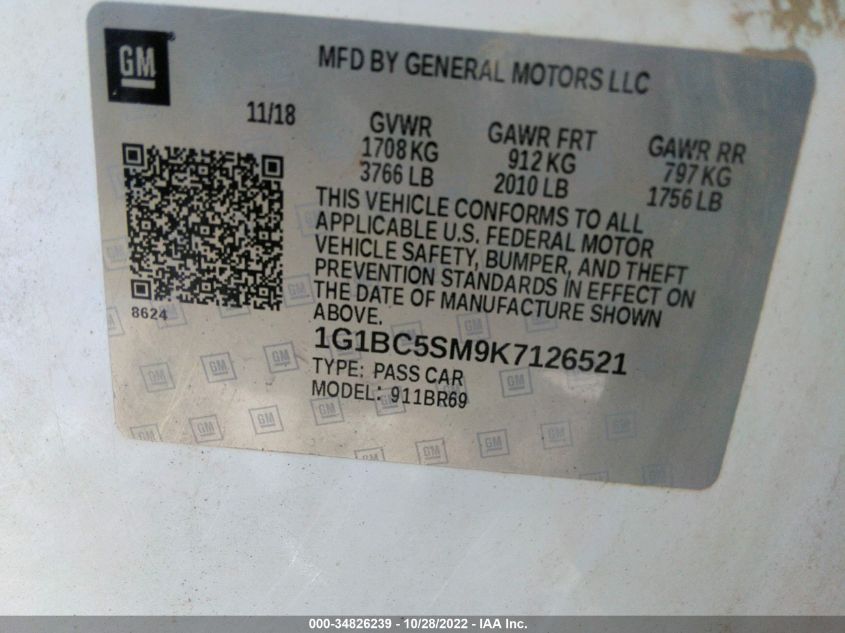 GM
MFD BY GENERAL MOTORS LLC
11/18
GVWR
1708 KG
3766 LB
GAWR FRT
912 KG
2010 LB
GAWR RR
797 KG
1756 LB
THIS VEHICLE CONFORMS TO ALL
APPLICABLE U.S. FEDERAL MOTOR
VEHICLE SAFETY, BUMPER, AND THEFT
PREVENTION STANDARDS IN EFFECT ON
THE DATE OF MANUFACTURE SHOWN
ABOVE.
8624
1G1BC5SM9K7126521
TYPE: PASS CAR
MODEL: 911BR69
000-34826239 - 10/28/2022 - IAA Inc.